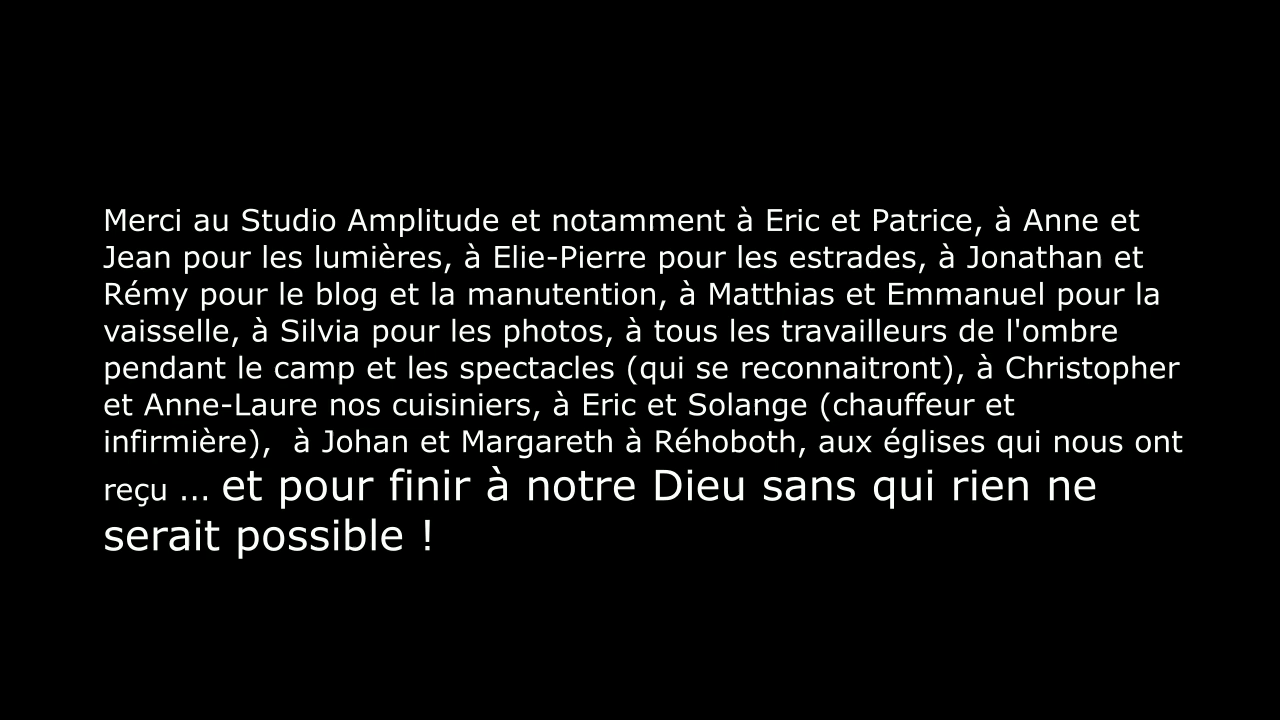 Merci au Studio Amplitude et notamment à Eric et Patrice, à Anne et
Jean pour les lumières, à Elie-Pierre pour les estrades, à Jonathan et
Rémy pour le blog et la manutention, à Matthias et Emmanuel pour la
vaisselle, à Silvia pour les photos, à tous les travailleurs de l'ombre
pendant le camp et les spectacles (qui se reconnaitront), à Christopher
et Anne-Laure nos cuisiniers, à Eric et Solange (chauffeur et
infirmière),  à Johan et Margareth à Réhoboth, aux églises qui nous ont
reçu ... et pour finir à notre Dieu sans qui rien ne
serait possible !